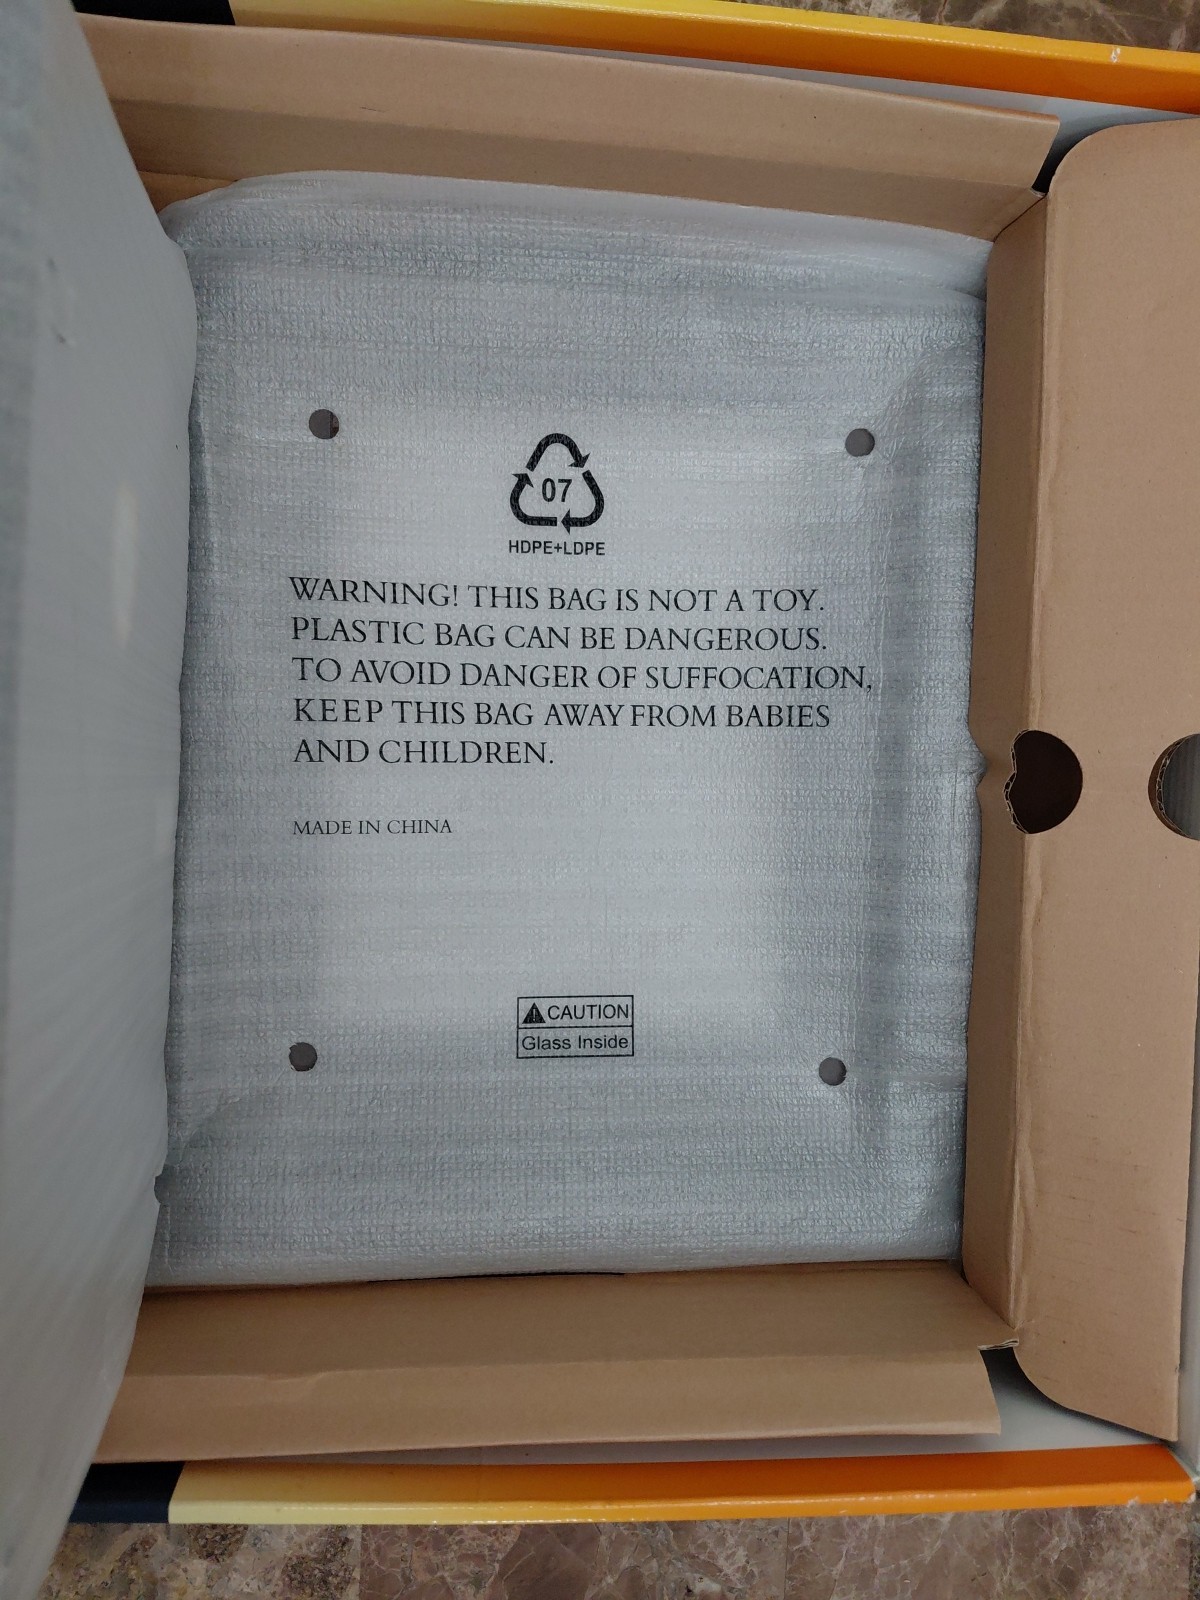 07
HDPE+LDPE
WARNING! THIS BAG IS NOT A TOY.
PLASTIC BAG CAN BE DANGEROUS.
TO AVOID DANGER OF SUFFOCATION,
KEEP THIS BAG AWAY FROM BABIES
AND CHILDREN.
MADE IN CHINA
CAUTION
Glass Inside